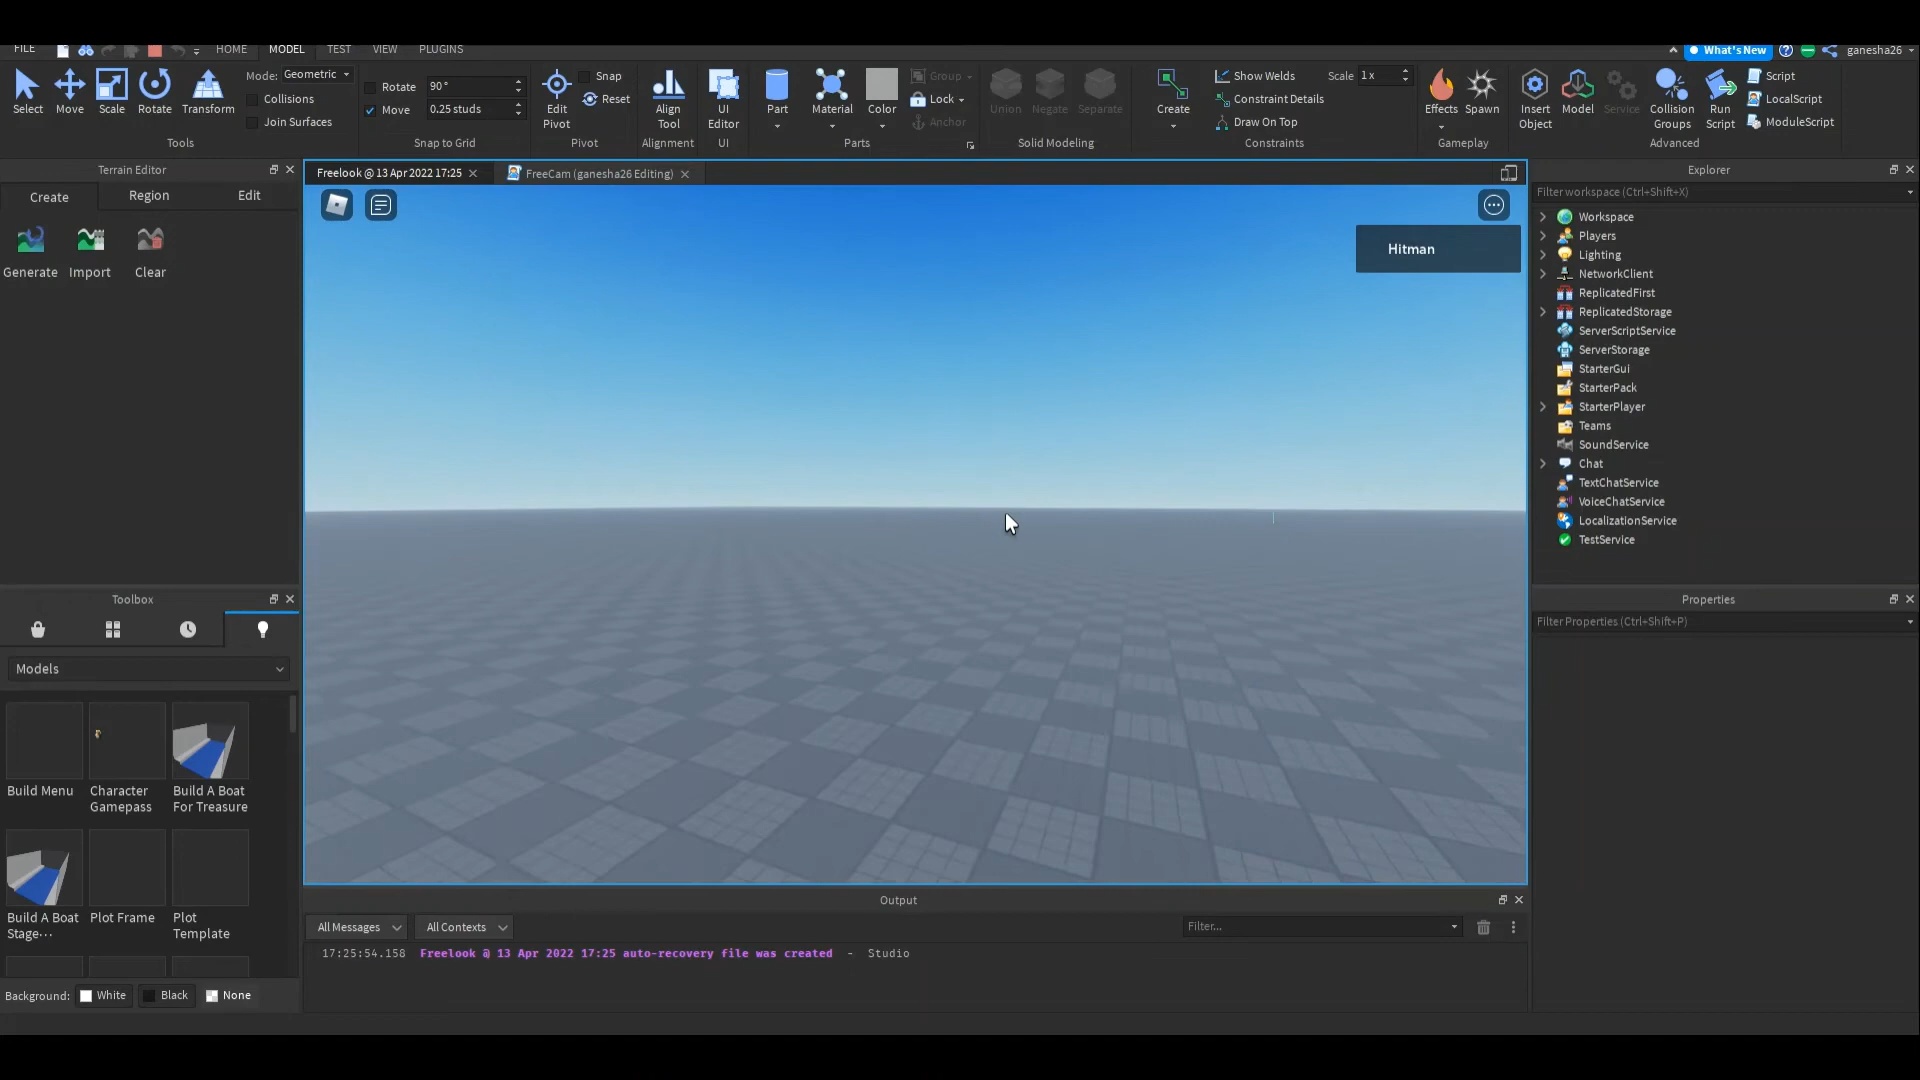 FILE HOME MODEL TEST VIEW PLUGINS What's New ganesha26
Select Move Scale Rotate Transform
Mode: Geometric
Collisions
Join Surfaces
Tools
Rotate 90°
Move 0.25 studs
Snap to Grid
Edit Pivot
Snap
Reset
Pivot
Align Tool
Alignment
UI Editor
UI
Part Material Color
Group
Lock
Anchor
Parts
Union Negate Separate
Solid Modeling
Create
Show Welds
Scale 1 x
Constraint Details
Draw On Top
Constraints
Effects Spawn
Gameplay
Insert Object
Model
Service
Collision Groups
Run Script
Script
LocalScript
ModuleScript
Advanced
Terrain Editor
Create Region Edit
Generate Import Clear
Toolbox
Models
Build Menu
Character Gamepass
Build A Boat For Treasure
Build A Boat Stage...
Plot Frame
Plot Template
Background: White Black None
Freelook @ 13 Apr 2022 17:25
FreeCam (ganesha26 Editing)
Hitman
Output
All Messages All Contexts Filter...
17:25:54.158 Freelook @ 13 Apr 2022 17:25 auto-recovery file was created - Studio
Explorer
Filter workspace (Ctrl+Shift+X)
Workspace
Players
Lighting
NetworkClient
ReplicatedFirst
ReplicatedStorage
ServerScriptService
ServerStorage
StarterGui
StarterPack
StarterPlayer
Teams
SoundService
Chat
TextChatService
VoiceChatService
LocalizationService
TestService
Properties
Filter Properties (Ctrl+Shift+P)